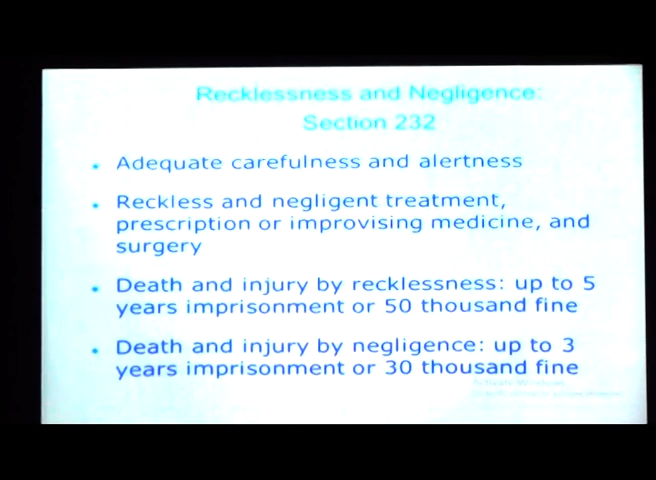 Recklessness and Negligence:
Section 232
• Adequate carefulness and alertness
• Reckless and negligent treatment,
prescription or improvising medicine, and
surgery
• Death and injury by recklessness: up to 5
years imprisonment or 50 thousand fine
• Death and injury by negligence: up to 3
years imprisonment or 30 thousand fine
Activate Windows